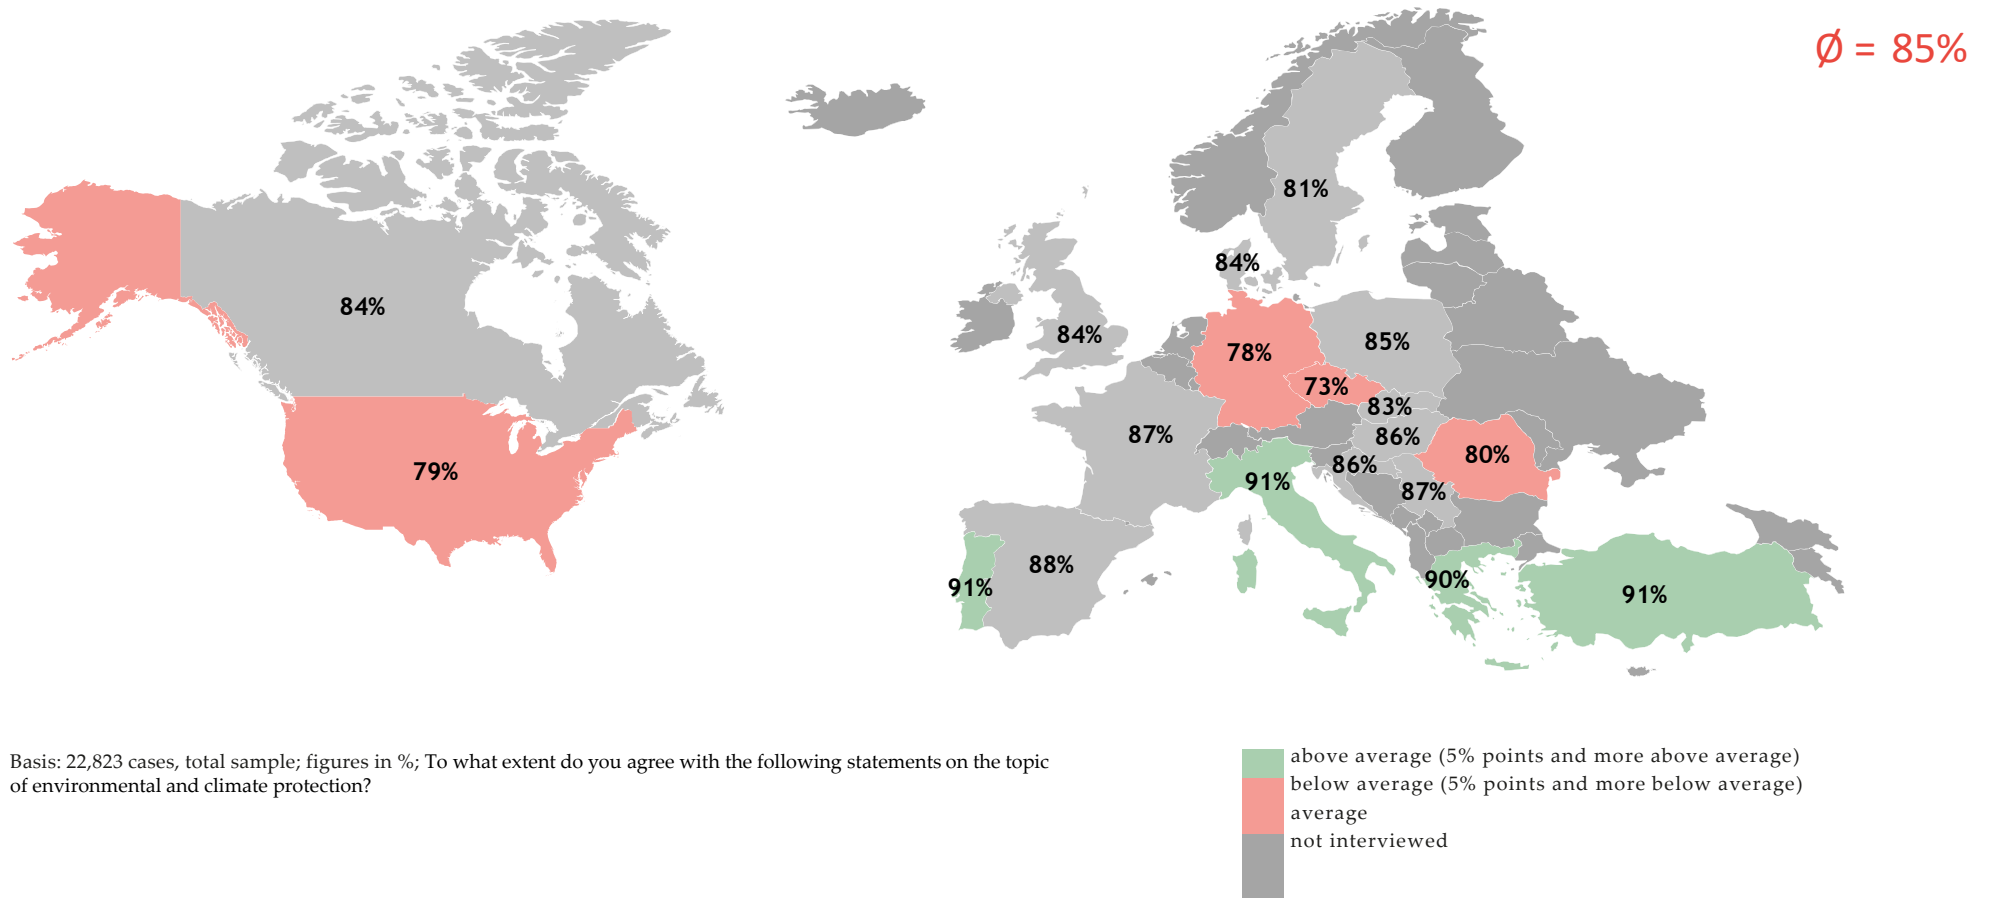 Ø = 85%
81%
84%
84%
84%
85%
78%
73%
83%
87%
86%
80%
86%
79%
91%
87%
88%
91%
90%
91%
Basis: 22,823 cases, total sample; figures in %; To what extent do you agree with the following statements on the topic
of environmental and climate protection?
above average (5% points and more above average)
below average (5% points and more below average)
average
not interviewed